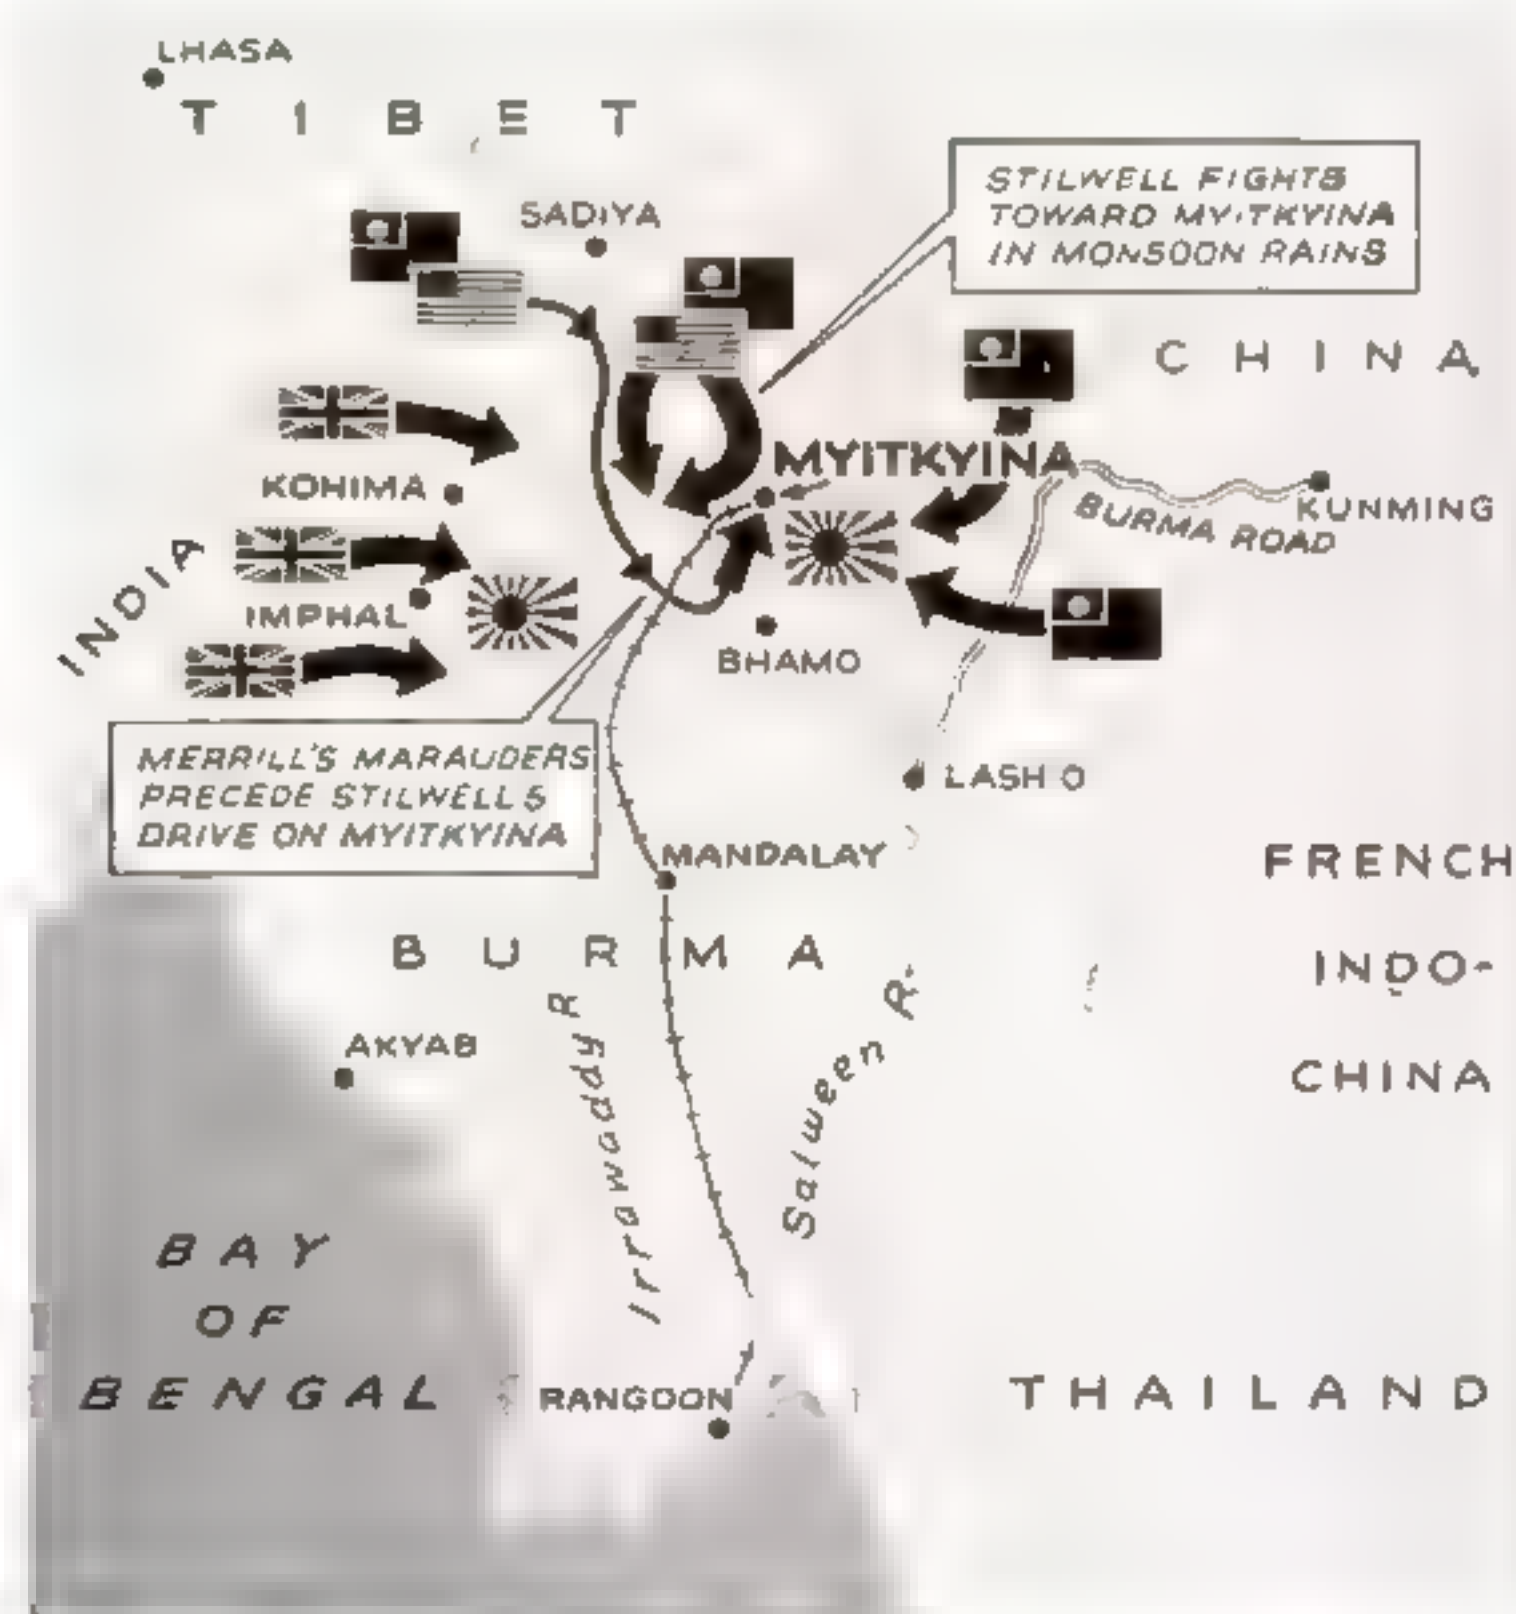 LHASA
TIBET
SADIYA
STILWELL FIGHTS
TOWARD MYITKYINA
IN MONSOON RAINS
CHINA
MYITKYINA
KOHIMA
KUNMING
BURMA ROAD
INDIA
IMPHAL
BHAMO
MERRILL'S MARAUDERS
PRECEDE STILWELLS
DRIVE ON MYITKYINA
LASHO
MANDALAY
FRENCH
INDO-
CHINA
BURMA
Irrawaddy R
Salween R.
AKYAB
BAY
OF
BENGAL
RANGOON
THAILAND